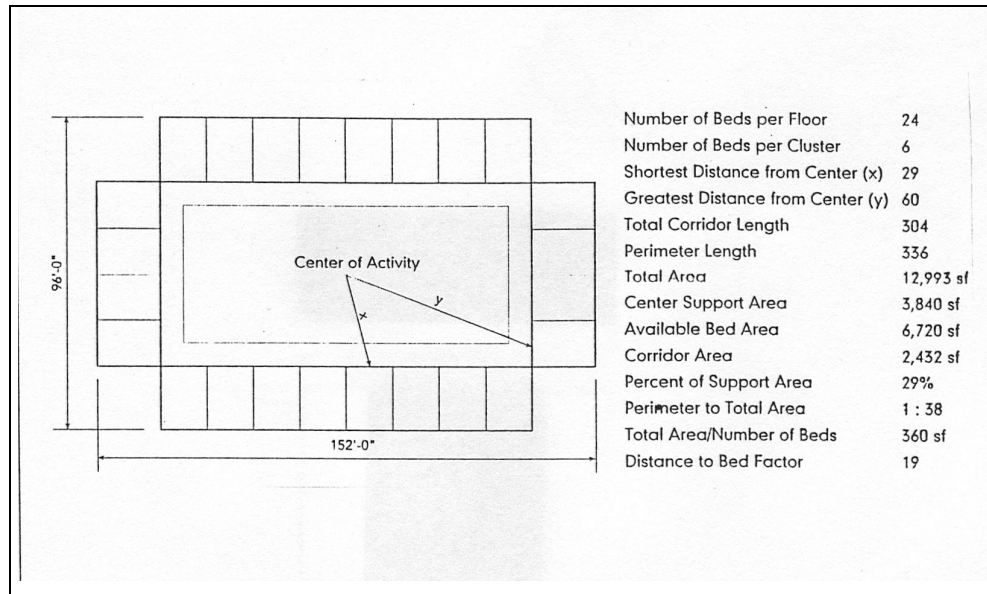 96'-0"
Center of Activity
x
y
152'-0"
Number of Beds per Floor 24
Number of Beds per Cluster 6
Shortest Distance from Center (x) 29
Greatest Distance from Center (y) 60
Total Corridor Length 304
Perimeter Length 336
Total Area 12,993 sf
Center Support Area 3,840 sf
Available Bed Area 6,720 sf
Corridor Area 2,432 sf
Percent of Support Area 29%
Perimeter to Total Area 1 : 38
Total Area/Number of Beds 360 sf
Distance to Bed Factor 19